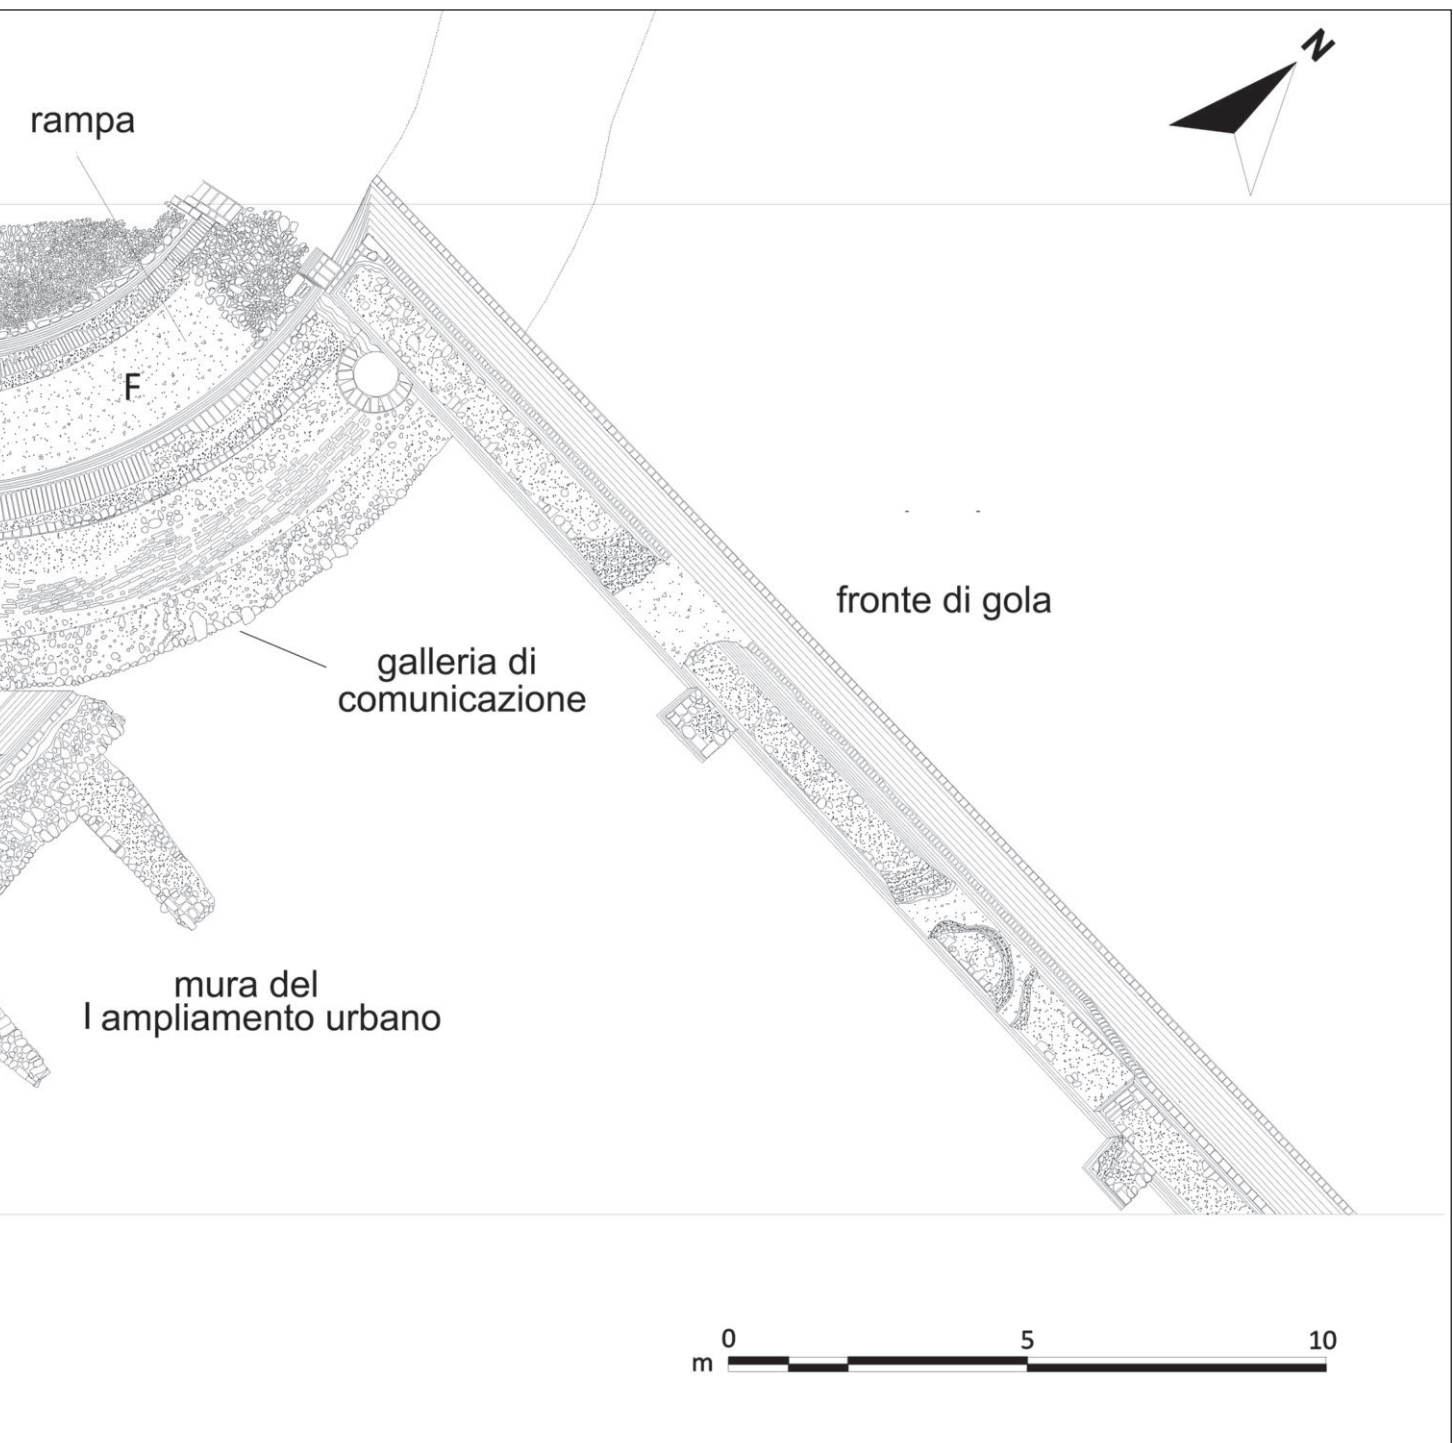 N
rampa
F
fronte di gola
galleria di
comunicazione
mura del
I ampliamento urbano
0 5 10
m